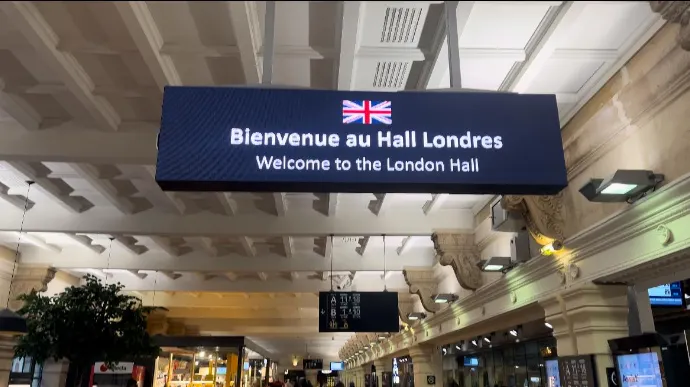 Bienvenue au Hall Londres
Welcome to the London Hall
A
B